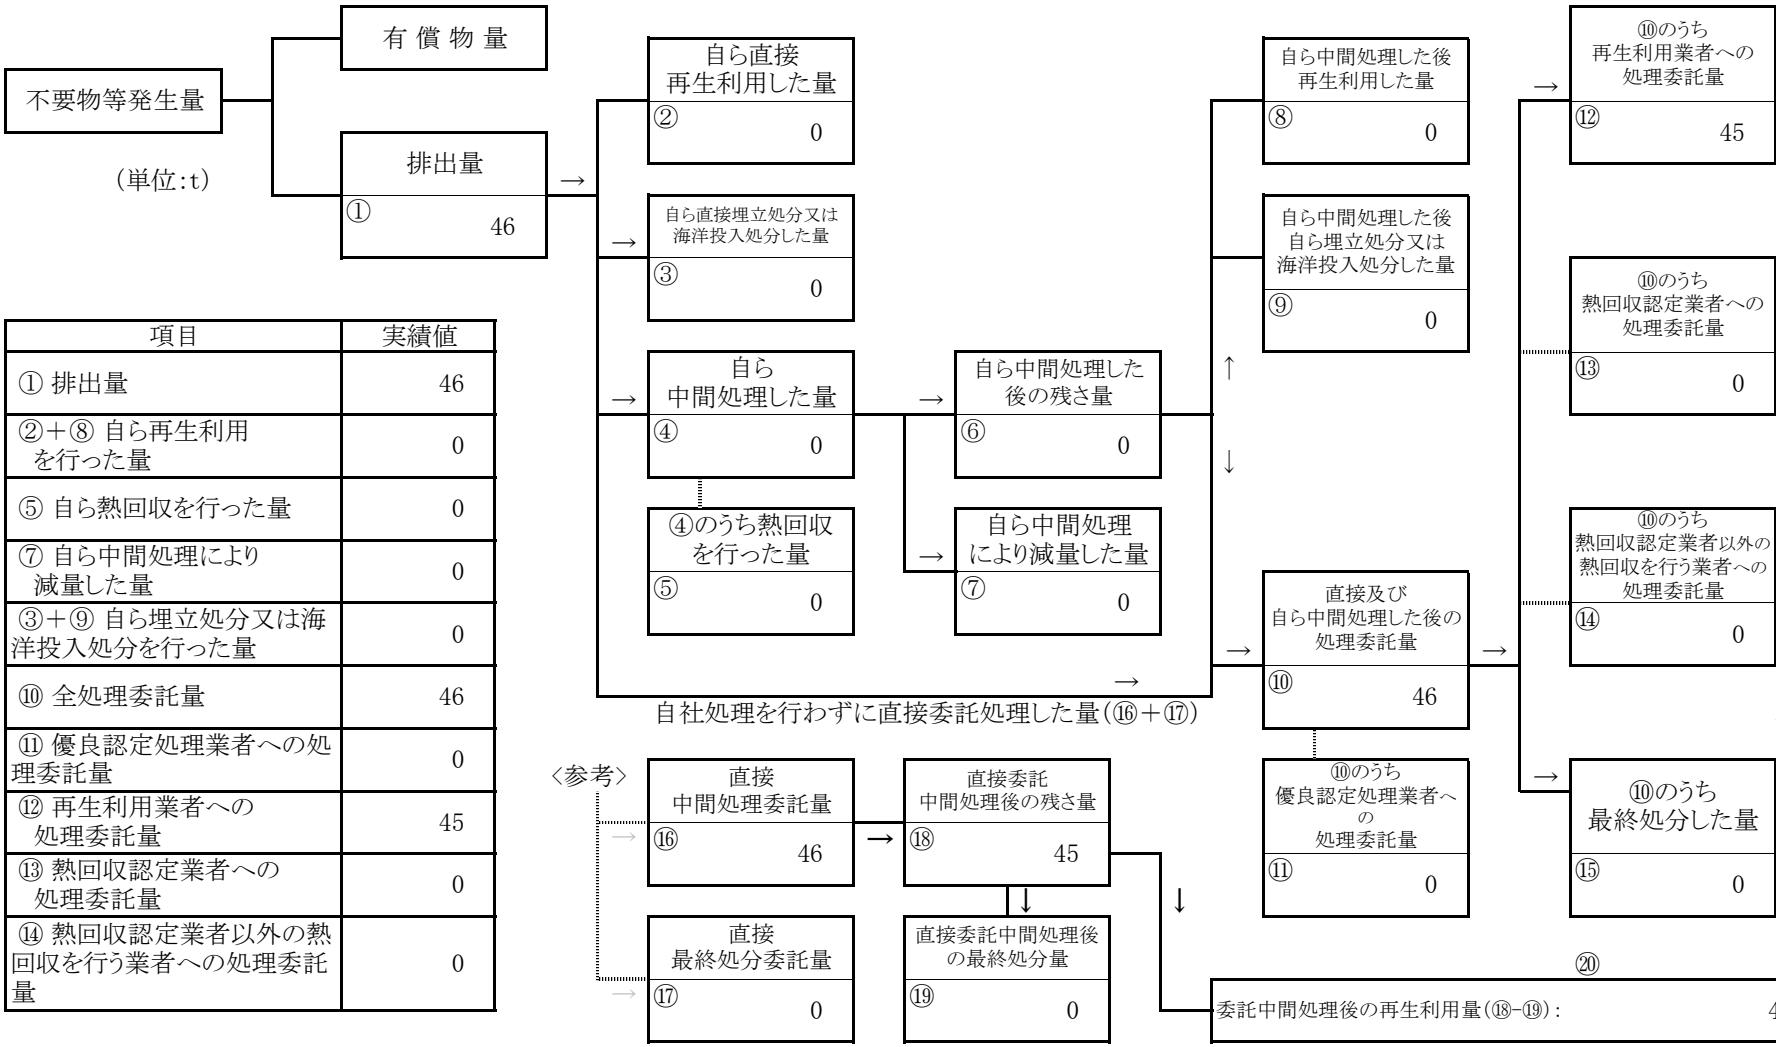 不要物等発生量
(単位:t)
有 償 物 量
排出量
①
46
→
自ら直接
再生利用した量
②
0
→
自ら直接埋立処分又は
海洋投入処分した量
③
0
→
自ら
中間処理した量
④
0
④のうち熱回収
を行った量
⑤
0
→
自ら中間処理した
後の残さ量
⑥
0
→
自ら中間処理
により減量した量
⑦
0
自ら中間処理した後
再生利用した量
⑧
0
自ら中間処理した後
自ら埋立処分又は
海洋投入処分した量
⑨
0
↑
↓
→
直接及び
自ら中間処理した後の
処理委託量
⑩
46
→
⑩のうち
優良認定処理業者へ
の
処理委託量
⑪
0
→
⑩のうち
再生利用業者への
処理委託量
⑫
45
⑩のうち
熱回収認定業者への
処理委託量
⑬
0
⑩のうち
熱回収認定業者以外の
熱回収を行う業者への
処理委託量
⑭
0
→
⑩のうち
最終処分した量
⑮
0
→
自社処理を行わずに直接委託処理した量(⑯+⑰)
項目 実績値
① 排出量 46
②+⑧ 自ら再生利用
を行った量 0
⑤ 自ら熱回収を行った量 0
⑦ 自ら中間処理により
減量した量 0
③+⑨ 自ら埋立処分又は海
洋投入処分を行った量 0
⑩ 全処理委託量 46
⑪ 優良認定処理業者への処
理委託量 0
⑫ 再生利用業者への
処理委託量 45
⑬ 熱回収認定業者への
処理委託量 0
⑭ 熱回収認定業者以外の熱
回収を行う業者への処理委託
量 0
<参考>
→
直接
中間処理委託量
⑯
46
→
直接委託
中間処理後の残さ量
⑱
45
↓
↓
→
直接
最終処分委託量
⑰
0
直接委託中間処理後
の最終処分量
⑲
0
⑳
委託中間処理後の再生利用量(⑱-⑲):